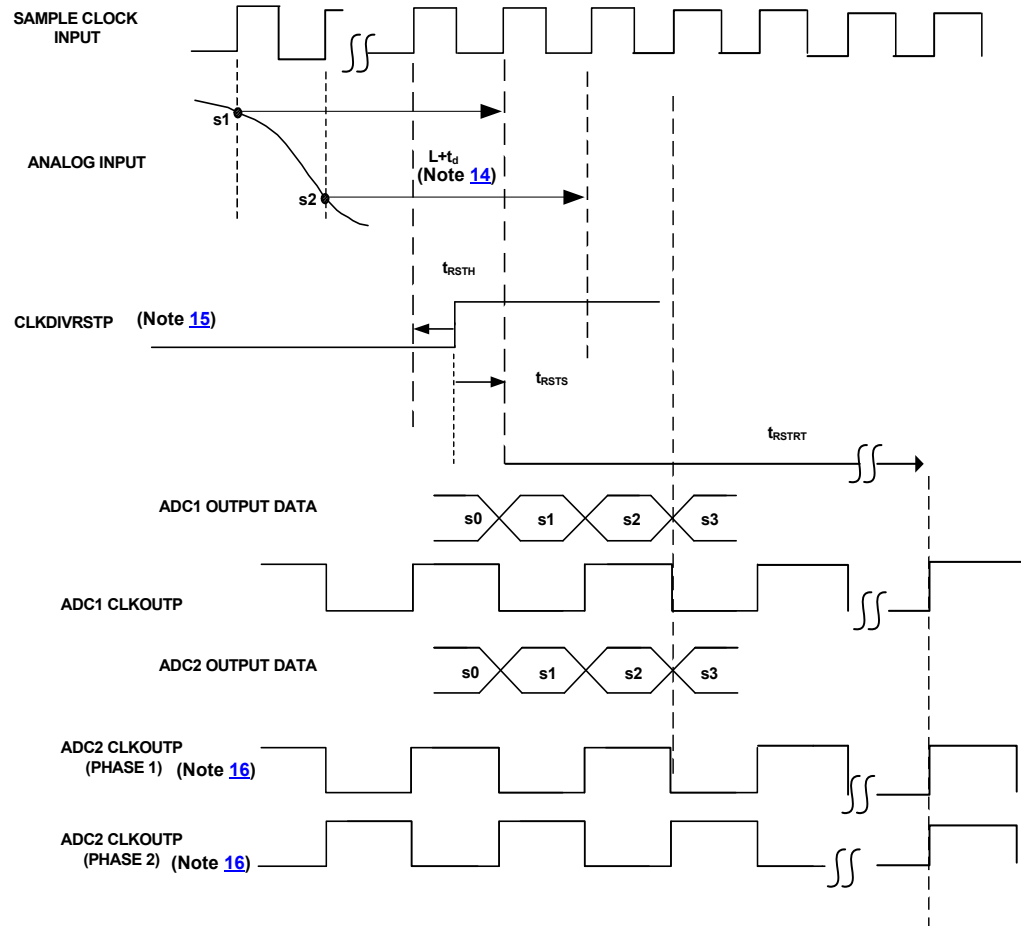 SAMPLE CLOCK
INPUT
s1
ANALOG INPUT
L+td
(Note 14)
s2
tRSTH
CLKDIVRSTP (Note 15)
tRSTS
tRSTRT
ADC1 OUTPUT DATA
s0 s1 s2 s3
ADC1 CLKOUTP
ADC2 OUTPUT DATA
s0 s1 s2 s3
ADC2 CLKOUTP
(PHASE 1) (Note 16)
ADC2 CLKOUTP
(PHASE 2) (Note 16)